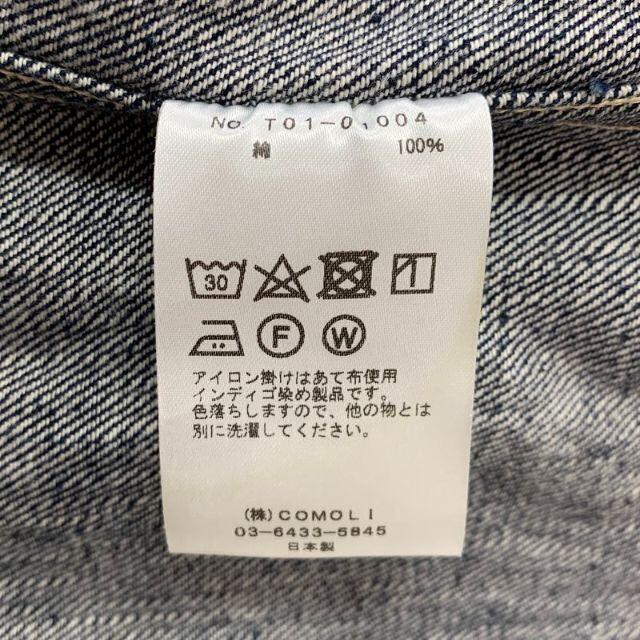 No. T01-01004
綿 100%
30
F W
アイロン掛けはあて布使用
インディゴ染め製品です。
色落ちしますので、他の物とは
別に洗濯してください。
(株) COMOLI
03-6433-5845
日本製